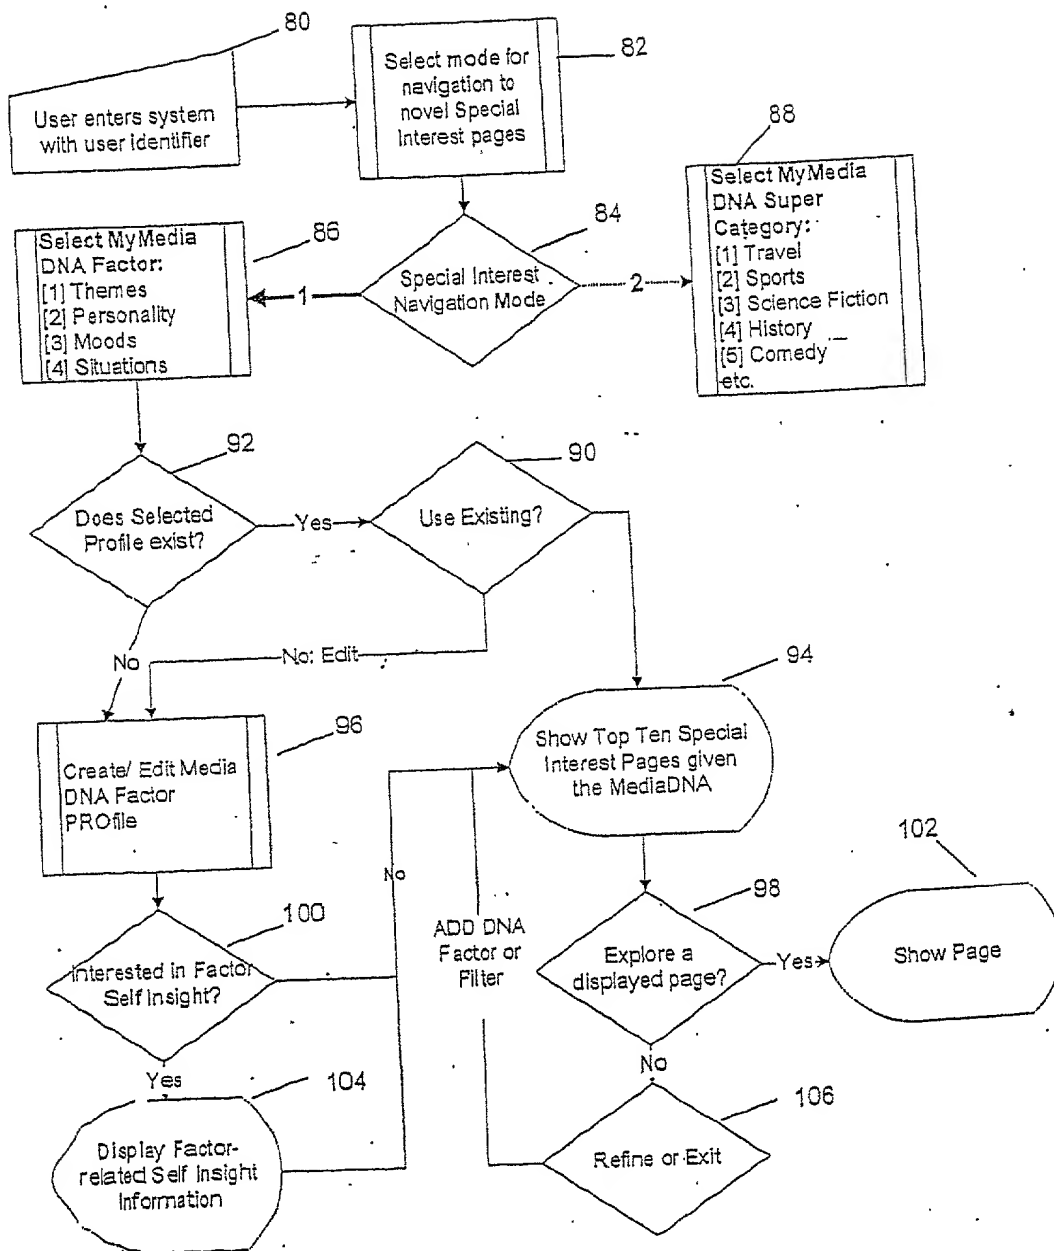 80
User enters system
with user identifier
82
Select mode for
navigation to
novel Special
Interest pages
88
Select MyMedia
DNA Super
Category:
[1] Travel
[2] Sports
[3] Science Fiction
[4] History
[5] Comedy
etc.
84
Special Interest
Navigation Mode
1
2
86
Select MyMedia
DNA Factor:
[1] Themes
[2] Personality
[3] Moods
[4] Situations
92
Does Selected
Profile exist?
Yes
90
Use Existing?
No
No: Edit
94
Show Top Ten Special
Interest Pages given
the MediaDNA
96
Create/ Edit Media
DNA Factor
PROfile
No
ADD DNA
Factor or
Filter
98
Explore a
displayed page?
Yes
102
Show Page
100
Interested in Factor
Self Insight?
Yes
No
104
Display Factor-
related Self Insight
Information
106
Refine or Exit